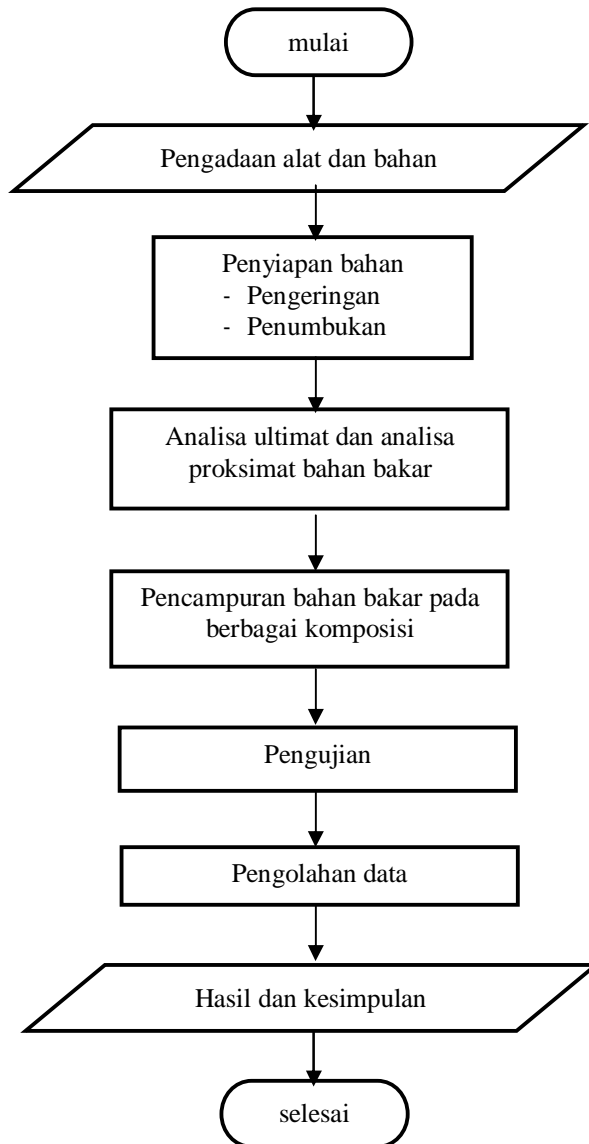 mulai
Pengadaan alat dan bahan
Penyiapan bahan
- Pengeringan
- Penumbukan
Analisa ultimat dan analisa
proksimat bahan bakar
Pencampuran bahan bakar pada
berbagai komposisi
Pengujian
Pengolahan data
Hasil dan kesimpulan
selesai